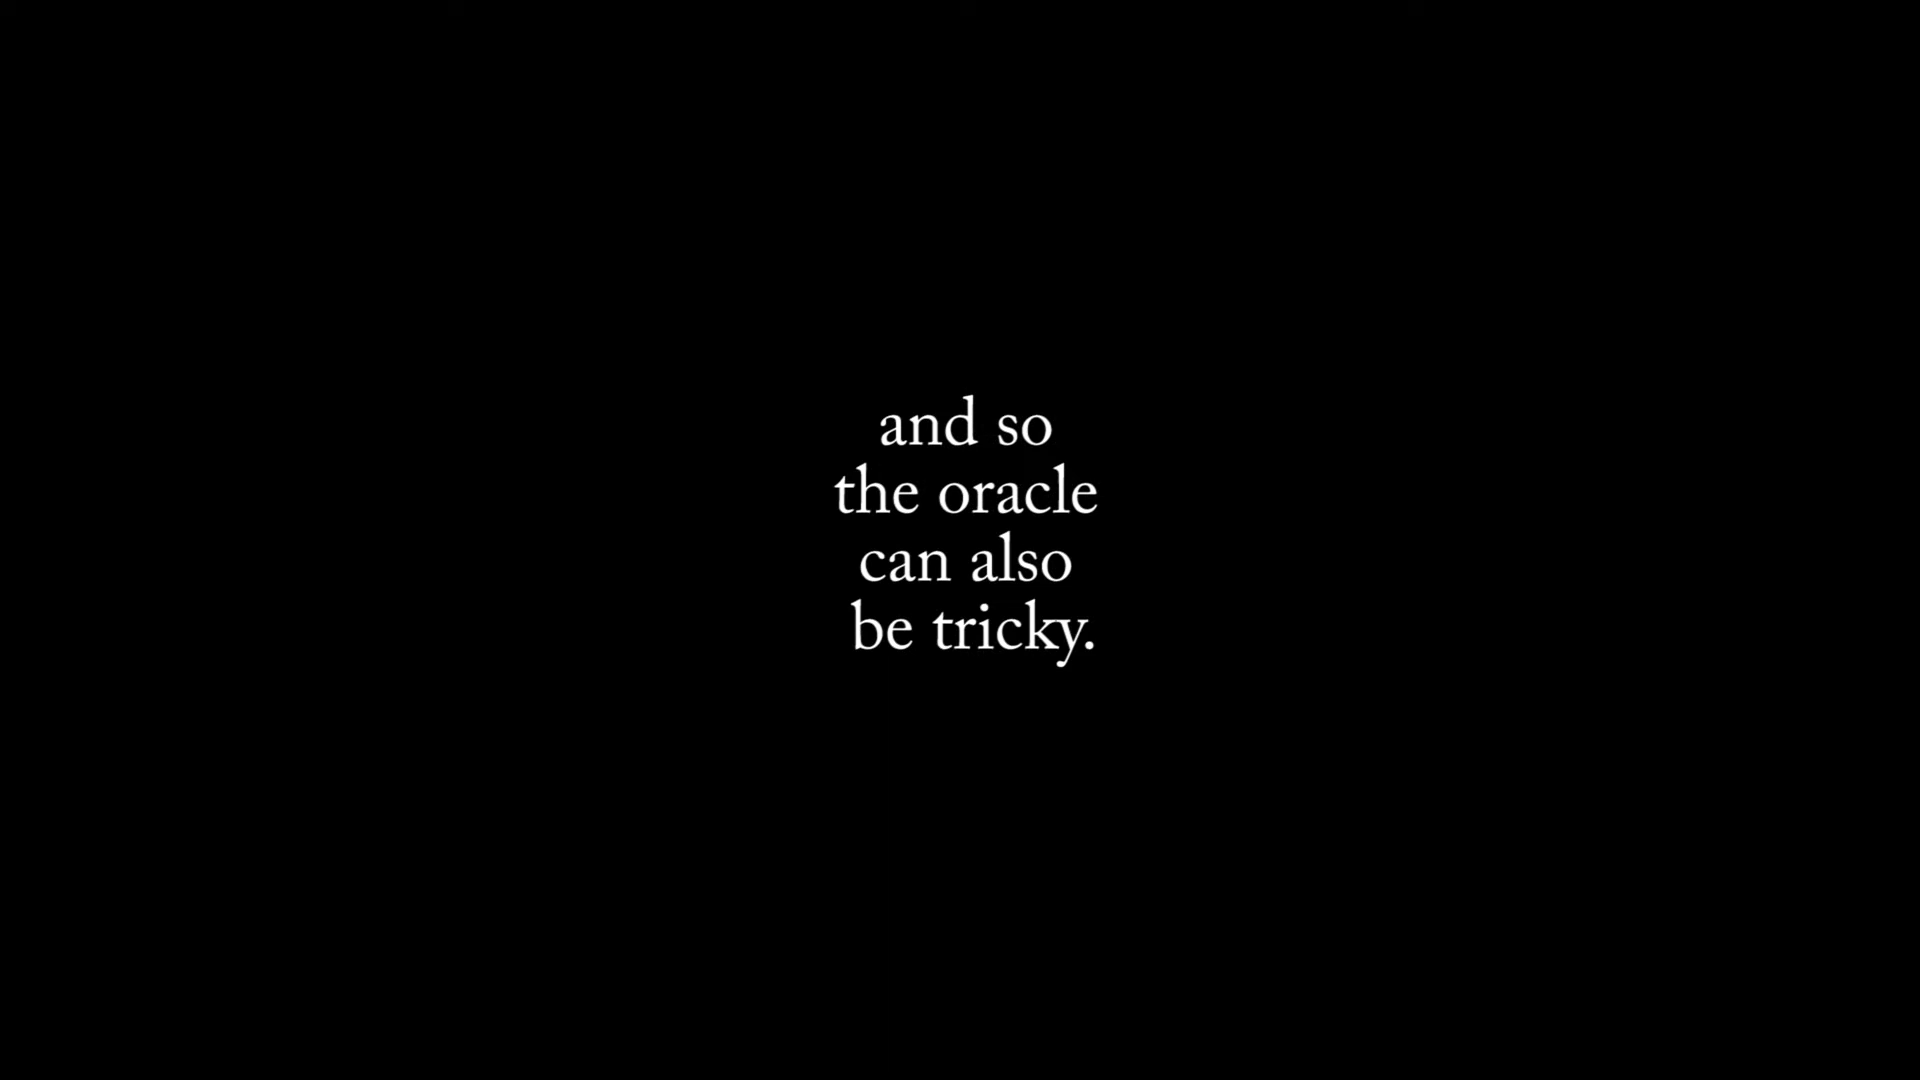 and so
the oracle
can also
be tricky.